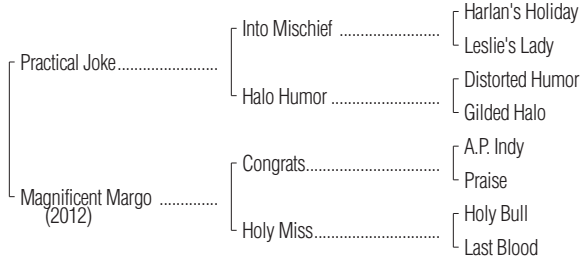 Harlan's Holiday
Into Mischief ........................
Leslie's Lady
Practical Joke........................
Distorted Humor
Halo Humor ..........................
Gilded Halo
A.P. Indy
Congrats................................
Praise
Magnificent Margo ..............
(2012)
Holy Bull
Holy Miss..............................
Last Blood